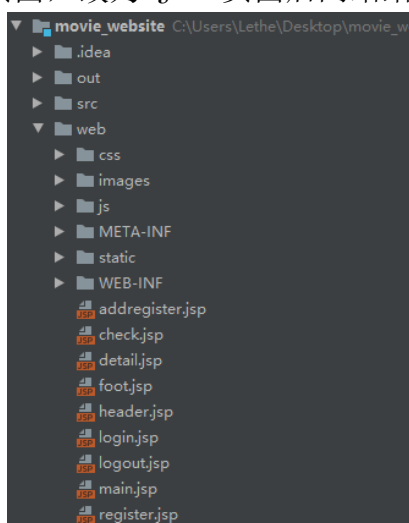 movie_website C:\Users\Lethe\Desktop\movie_w
.idea
out
src
web
css
images
js
META-INF
static
WEB-INF
addregister.jsp
check.jsp
detail.jsp
foot.jsp
header.jsp
login.jsp
logout.jsp
main.jsp
register.jsp